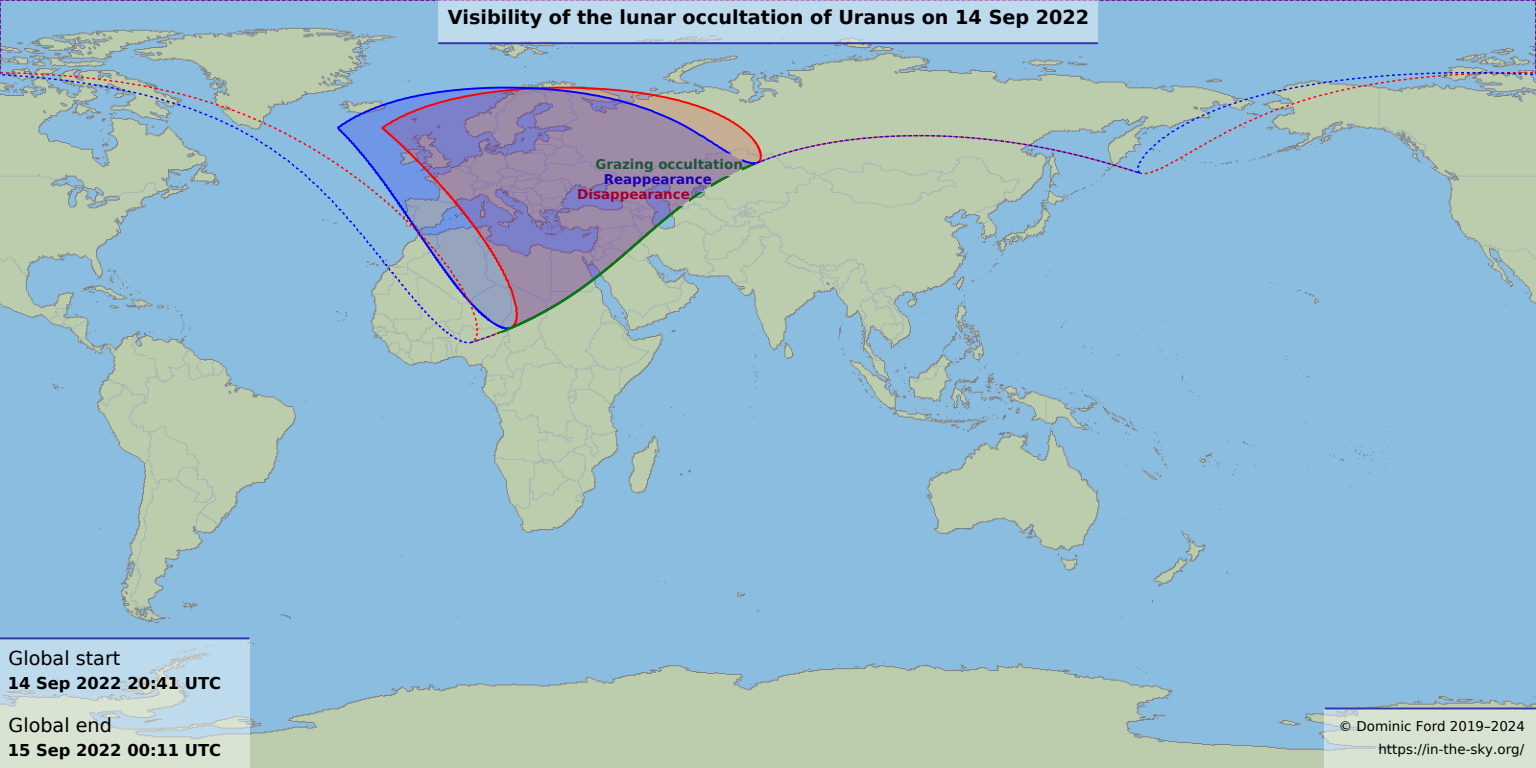 Visibility of the lunar occultation of Uranus on 14 Sep 2022
Grazing occultation
Reappearance
Disappearance
Global start
14 Sep 2022 20:41 UTC
Global end
15 Sep 2022 00:11 UTC
© Dominic Ford 2019–2024
https://in-the-sky.org/